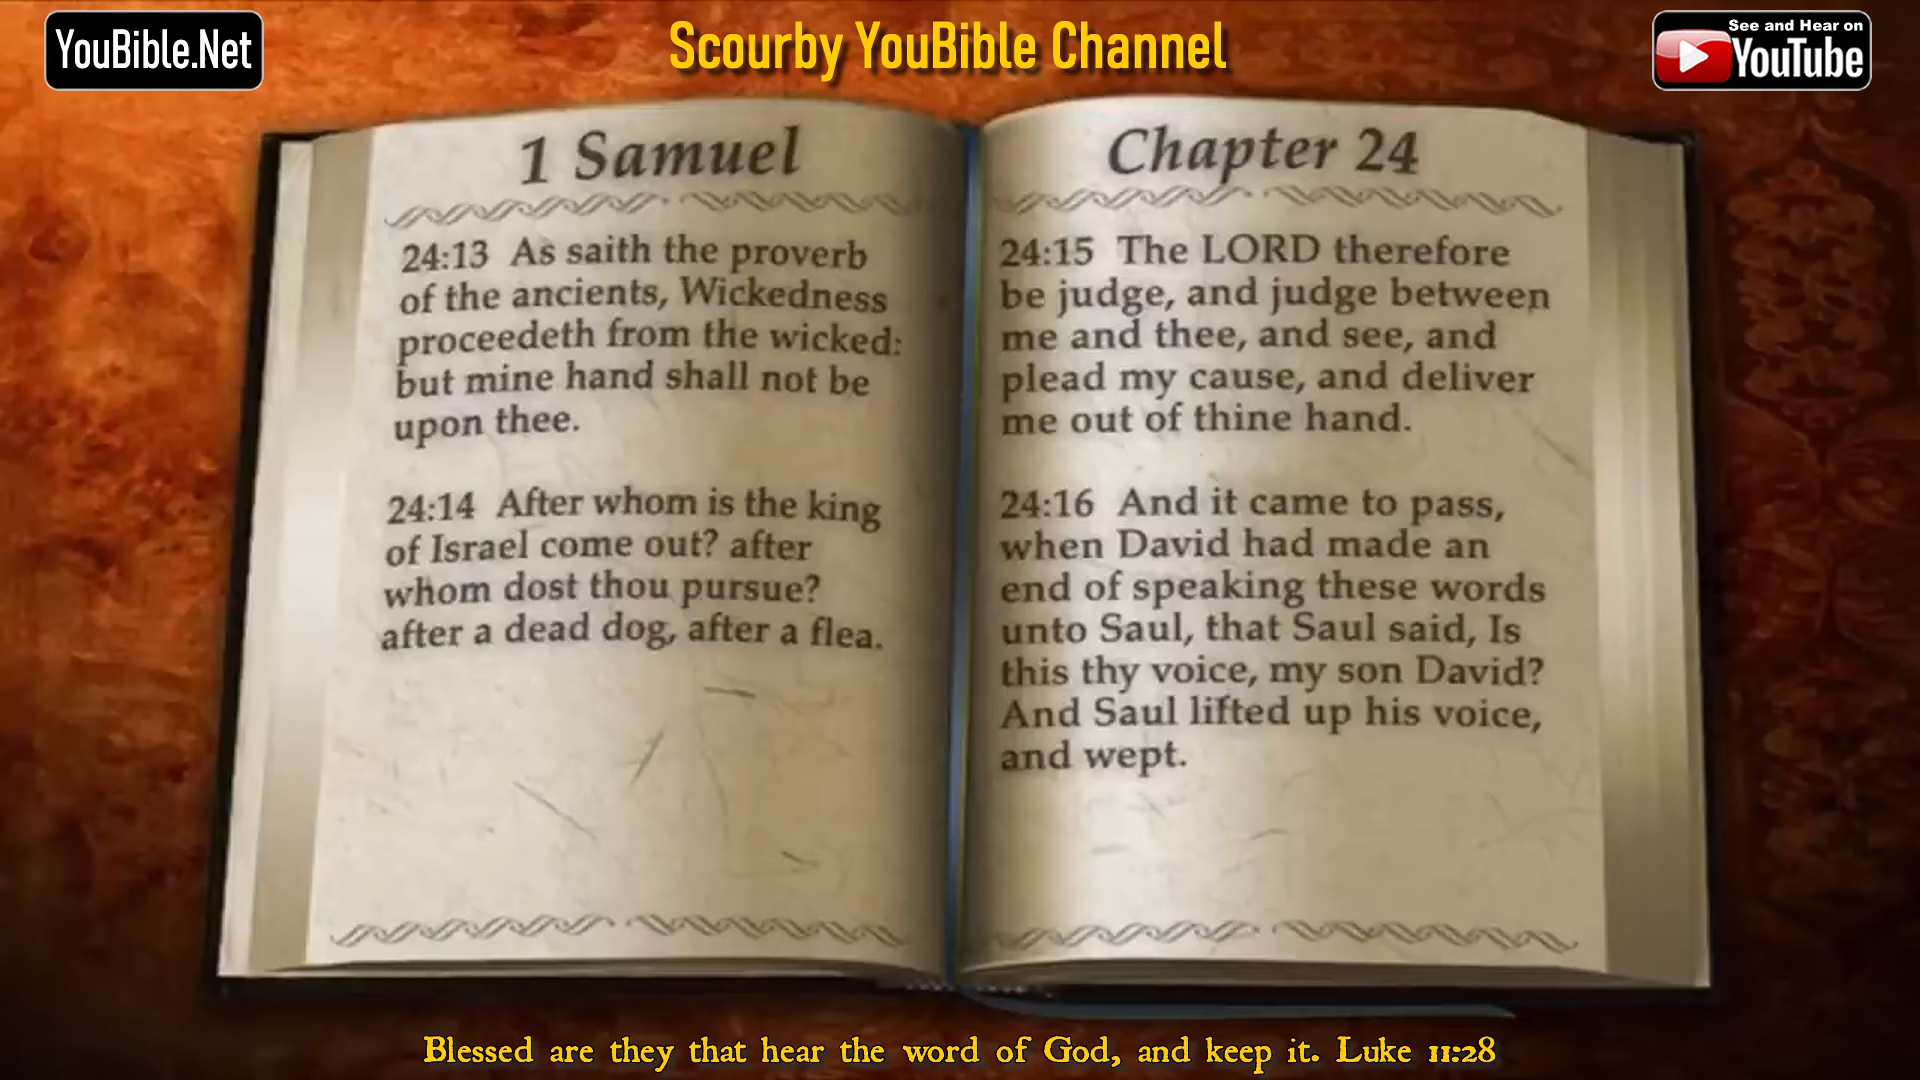 YouBible.Net
Scourby YouBible Channel
See and Hear on
YouTube
1 Samuel
24:13 As saith the proverb
of the ancients, Wickedness
proceedeth from the wicked:
but mine hand shall not be
upon thee.
24:14 After whom is the king
of Israel come out? after
whom dost thou pursue?
after a dead dog, after a flea.
Chapter 24
24:15 The LORD therefore
be judge, and judge between
me and thee, and see, and
plead my cause, and deliver
me out of thine hand.
24:16 And it came to pass,
when David had made an
end of speaking these words
unto Saul, that Saul said, Is
this thy voice, my son David?
And Saul lifted up his voice,
and wept.
Blessed are they that hear the word of God, and keep it. Luke 11:28